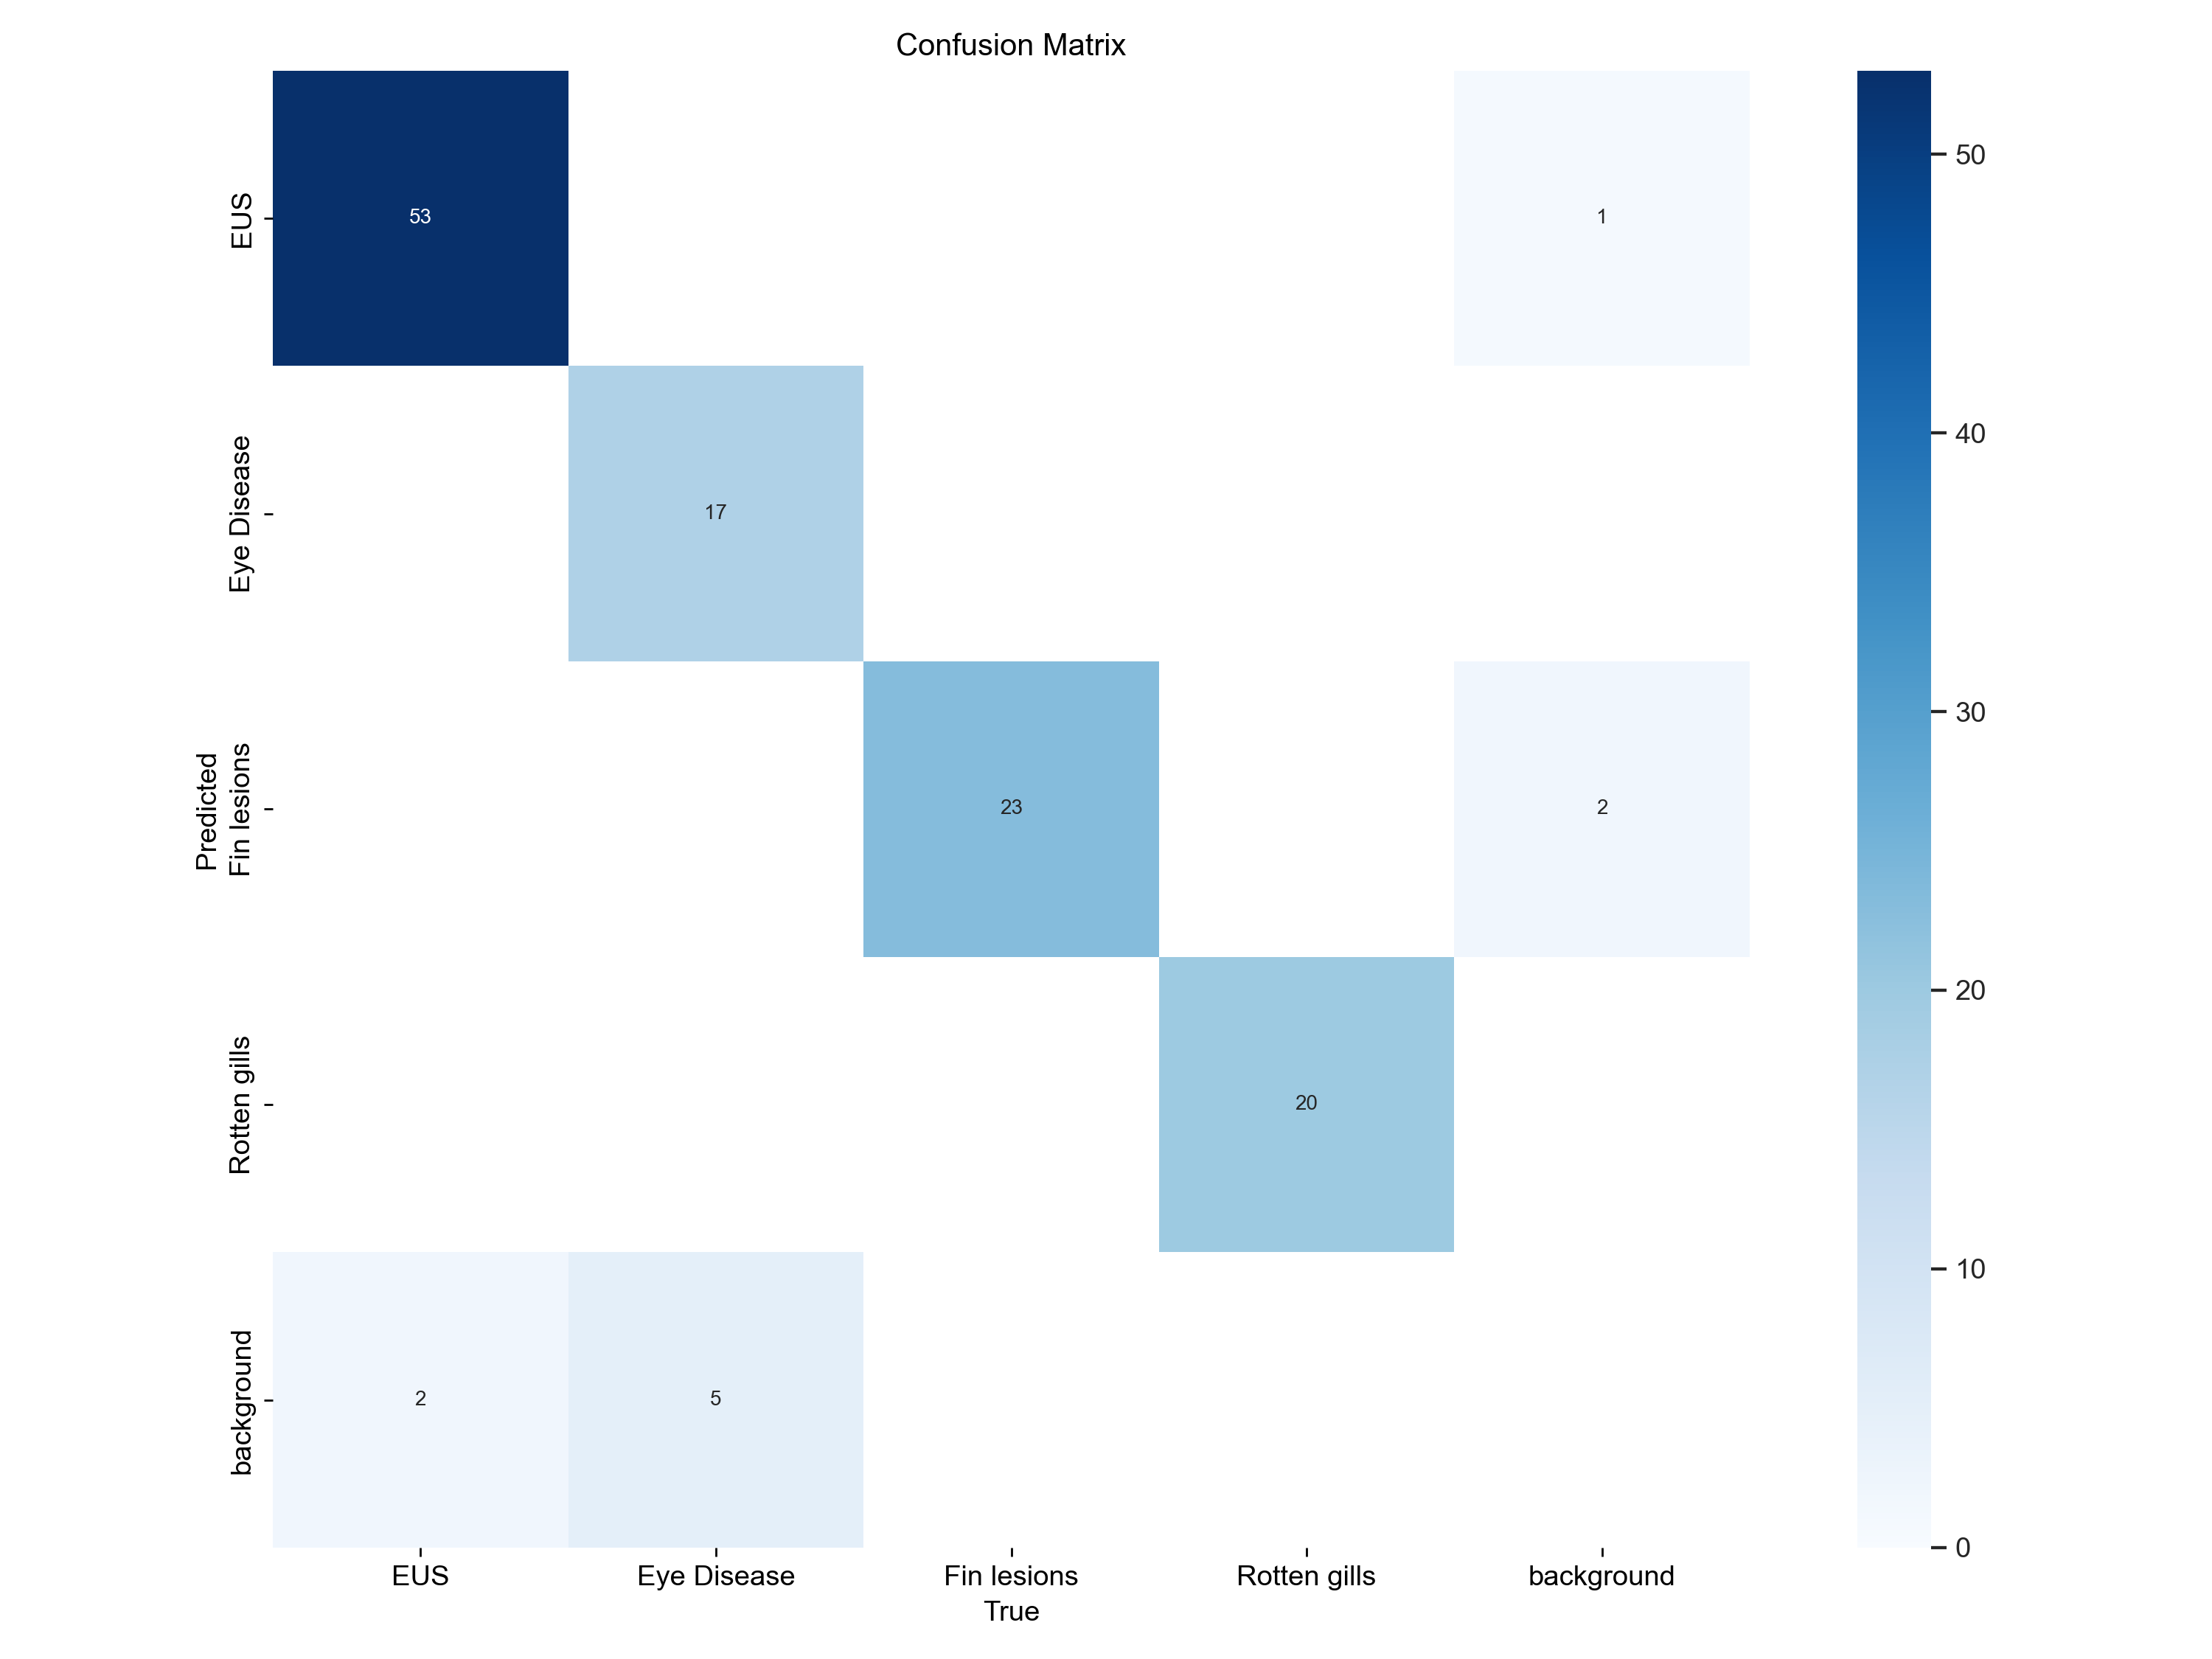 Confusion Matrix
EUS
Eye Disease
Predicted
Fin lesions
Rotten gills
background
53
1
17
23
2
20
2
5
50
40
30
20
10
0
EUS
Eye Disease
Fin lesions
Rotten gills
background
True